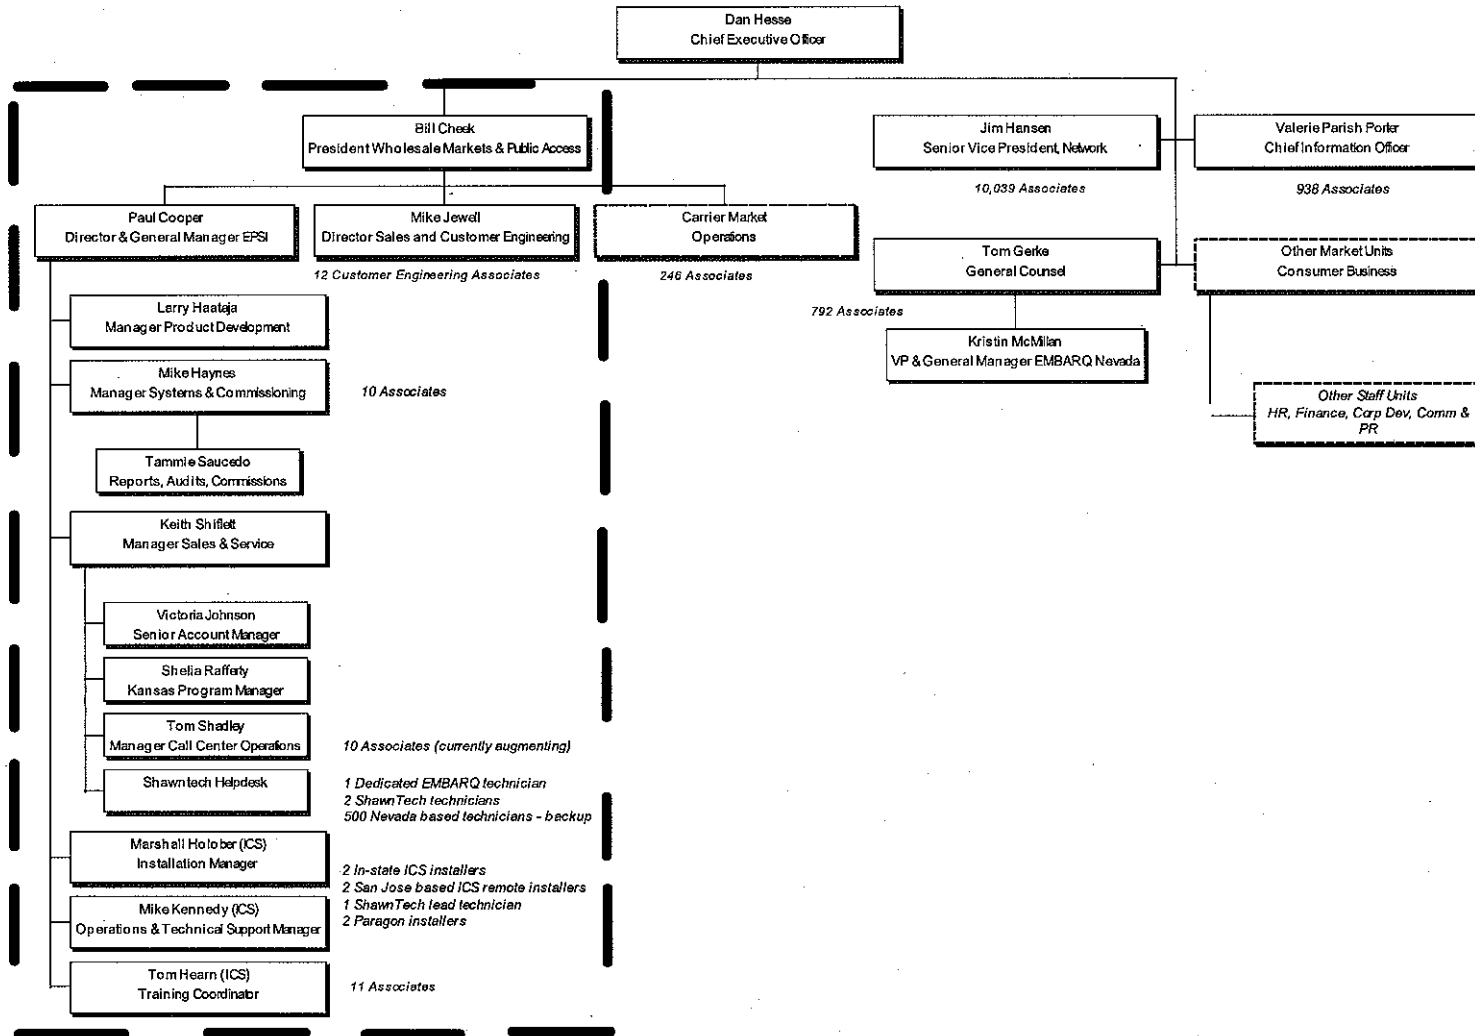 Dan Hesse
Chief Executive Officer
Bill Cheek
President Wholesale Markets & Public Access
Jim Hansen
Senior Vice President, Network
Valerie Parish Porter
Chief Information Officer
10,039 Associates
938 Associates
Paul Cooper
Director & General Manager EPSI
Mike Jewell
Director Sales and Customer Engineering
Carrier Market
Operations
12 Customer Engineering Associates
246 Associates
Tom Gerke
General Counsel
Other Market Units
Consumer Business
792 Associates
Kristin McMillan
VP & General Manager EMBARQ Nevada
Other Staff Units
HR, Finance, Corp Dev, Comm &
PR
Larry Haataja
Manager Product Development
Mike Haynes
Manager Systems & Commissioning
10 Associates
Tammie Saucedo
Reports, Audits, Commissions
Keith Shiflett
Manager Sales & Service
Victoria Johnson
Senior Account Manager
Shelia Rafferty
Kansas Program Manager
Tom Shadley
Manager Call Center Operations
10 Associates (currently augmenting)
Shawntech Helpdesk
1 Dedicated EMBARQ technician
2 ShawnTech technicians
500 Nevada based technicians - backup
Marshall Holober (ICS)
Installation Manager
2 In-state ICS installers
2 San Jose based ICS remote installers
1 ShawnTech lead technician
2 Paragon installers
Mike Kennedy (ICS)
Operations & Technical Support Manager
Tom Hearn (ICS)
Training Coordinator
11 Associates